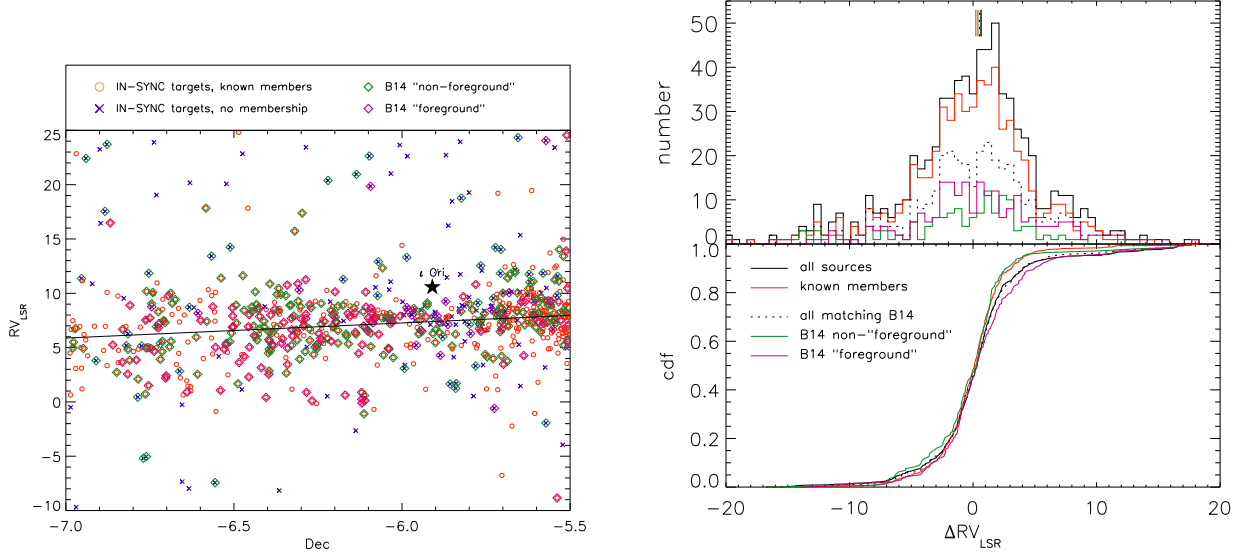 IN-SYNC targets, known members
IN-SYNC targets, no membership
B14 "non-foreground"
B14 "foreground"
25
20
15
10
5
0
−5
−10
RV_LSR
ι Ori
−7.0
−6.5
−6.0
−5.5
Dec
50
40
30
20
10
0
number
1.0
0.8
0.6
0.4
0.2
0.0
cdf
all sources
known members
all matching B14
B14 non-"foreground"
B14 "foreground"
−20
−10
0
10
20
ΔRV_LSR